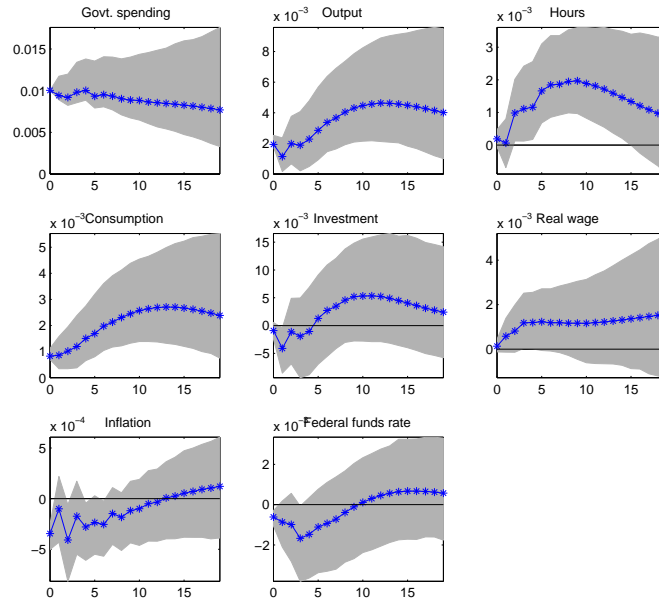 Govt. spending
0.015
0.01
0.005
0
0 5 10 15
Output
x 10⁻³
8
6
4
2
0
0 5 10 15
Hours
x 10⁻³
3
2
1
0
0 5 10 15
Consumption
x 10⁻³
5
4
3
2
1
0
0 5 10 15
Investment
x 10⁻³
15
10
5
0
−5
0 5 10 15
Real wage
x 10⁻³
4
2
0
0 5 10 15
Inflation
x 10⁻⁴
5
0
−5
0 5 10 15
Federal funds rate
x 10
2
0
−2
0 5 10 15